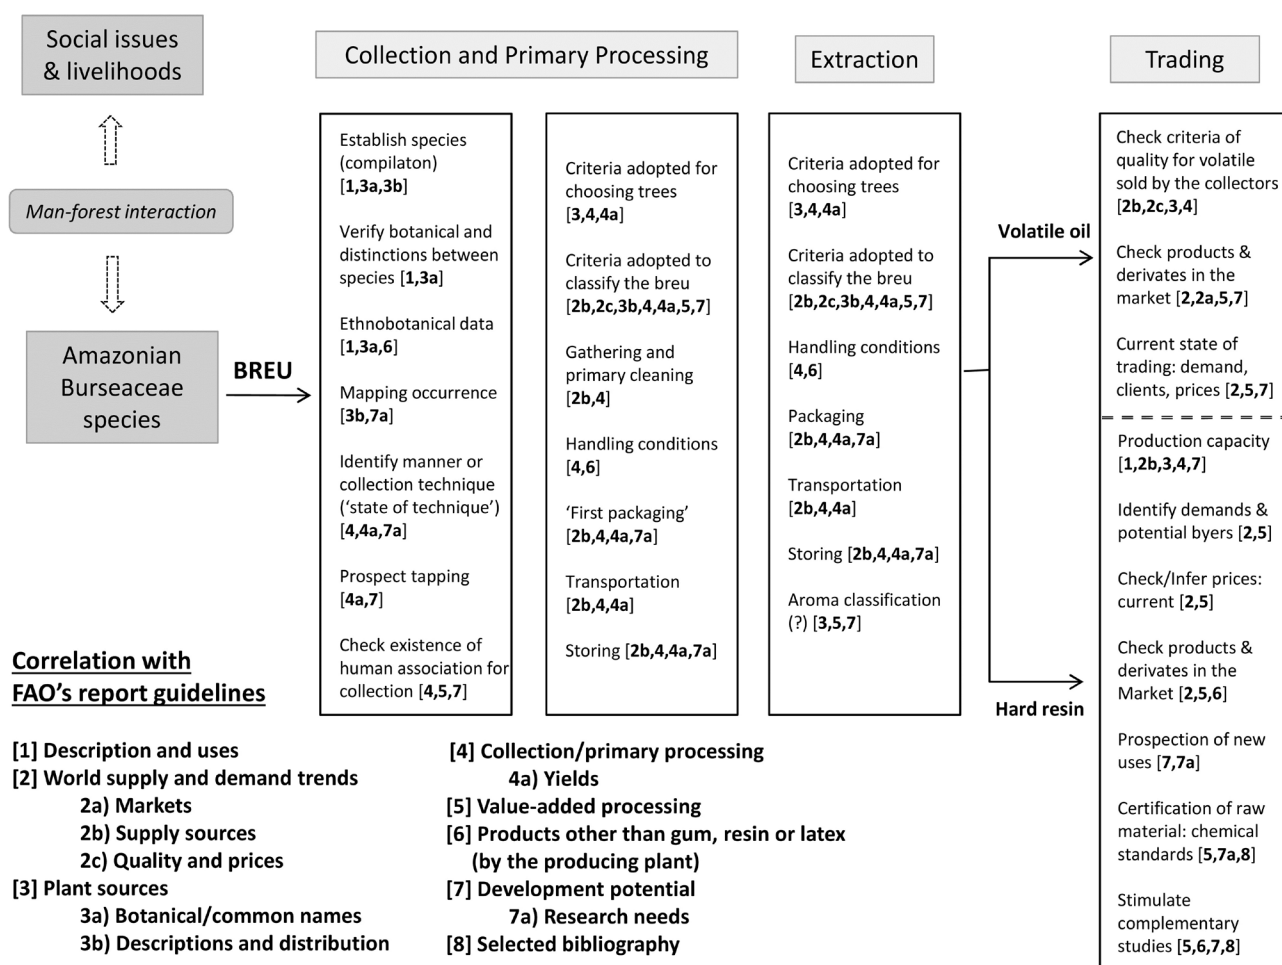 Social issues
& livelihoods
Man-forest interaction
Amazonian
Burseaceae
species
BREU
Collection and Primary Processing
Establish species
(compilaton)
[1,3a,3b]
Verify botanical and
distinctions between
species [1,3a]
Ethnobotanical data
[1,3a,6]
Mapping occurrence
[3b,7a]
Identify manner or
collection technique
(‘state of technique’)
[4,4a,7a]
Prospect tapping
[4a,7]
Check existence of
human association for
collection [4,5,7]
Criteria adopted for
choosing trees
[3,4,4a]
Criteria adopted to
classify the breu
[2b,2c,3b,4,4a,5,7]
Gathering and
primary cleaning
[2b,4]
Handling conditions
[4,6]
‘First packaging’
[2b,4,4a,7a]
Transportation
[2b,4,4a]
Storing [2b,4,4a,7a]
Extraction
Criteria adopted for
choosing trees
[3,4,4a]
Criteria adopted to
classify the breu
[2b,2c,3b,4,4a,5,7]
Handling conditions
[4,6]
Packaging
[2b,4,4a,7a]
Transportation
[2b,4,4a]
Storing [2b,4,4a,7a]
Aroma classification
(?) [3,5,7]
Volatile oil
Hard resin
Trading
Check criteria of
quality for volatile
sold by the collectors
[2b,2c,3,4]
Check products &
derivates in the
market [2,2a,5,7]
Current state of
trading: demand,
clients, prices [2,5,7]
Production capacity
[1,2b,3,4,7]
Identify demands &
potential byers [2,5]
Check/Infer prices:
current [2,5]
Check products &
derivates in the
Market [2,5,6]
Prospection of new
uses [7,7a]
Certification of raw
material: chemical
standards [5,7a,8]
Stimulate
complementary
studies [5,6,7,8]
Correlation with
FAO’s report guidelines
[1] Description and uses
[2] World supply and demand trends
2a) Markets
2b) Supply sources
2c) Quality and prices
[3] Plant sources
3a) Botanical/common names
3b) Descriptions and distribution
[4] Collection/primary processing
4a) Yields
[5] Value-added processing
[6] Products other than gum, resin or latex
(by the producing plant)
[7] Development potential
7a) Research needs
[8] Selected bibliography